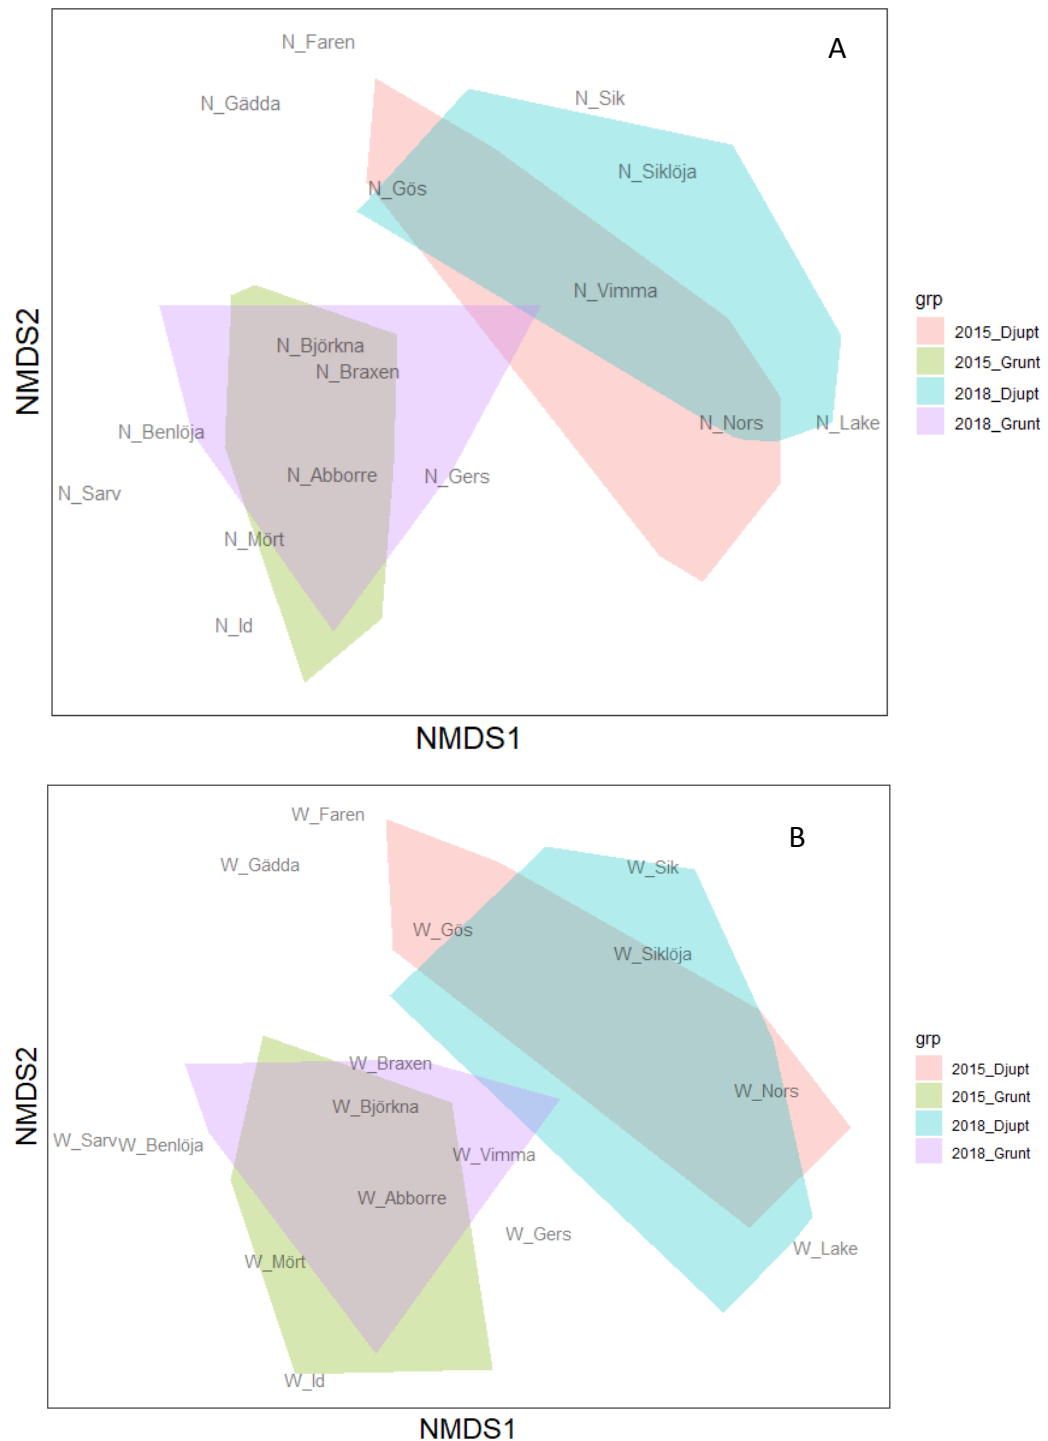 N_Faren
A
N_Sik
N_Gädda
N_Siklöja
N_Gös
N_Vimma
N_Björkna
N_Braxen
N_Benlöja
N_Nors
N_Lake
N_Abborre
N_Gers
N_Sarv
N_Mört
N_Id
NMDS2
NMDS1
grp
2015_Djupt
2015_Grunt
2018_Djupt
2018_Grunt
W_Faren
B
W_Gädda
W_Sik
W_Gös
W_Siklöja
W_Braxen
W_Nors
W_Björkna
W_Sarv
W_Benlöja
W_Vimma
W_Abborre
W_Gers
W_Lake
W_Mört
W_Id
NMDS2
NMDS1
grp
2015_Djupt
2015_Grunt
2018_Djupt
2018_Grunt